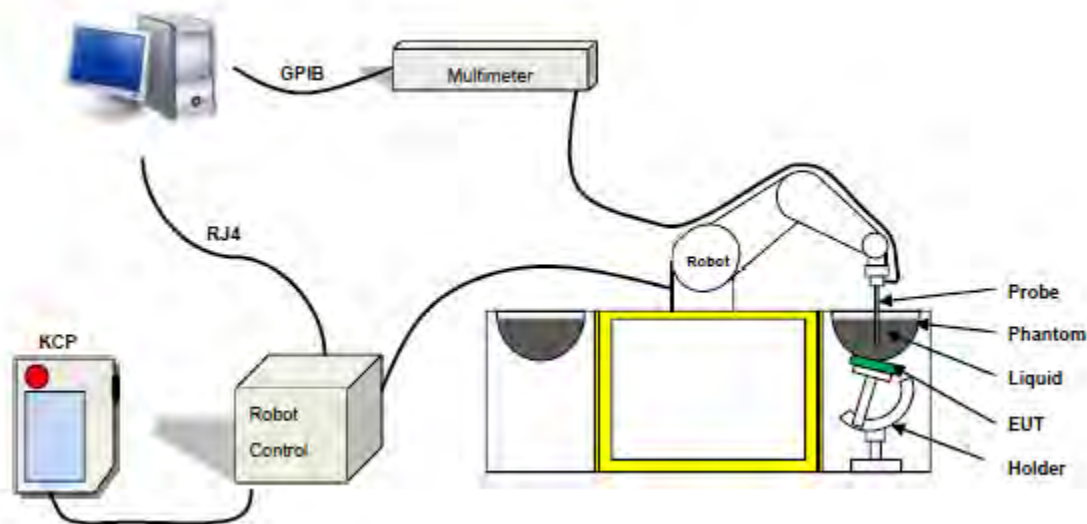 GPIB
Multimeter
RJ4
Robot
Probe
Phantom
KCP
Liquid
Robot
Control
EUT
Holder